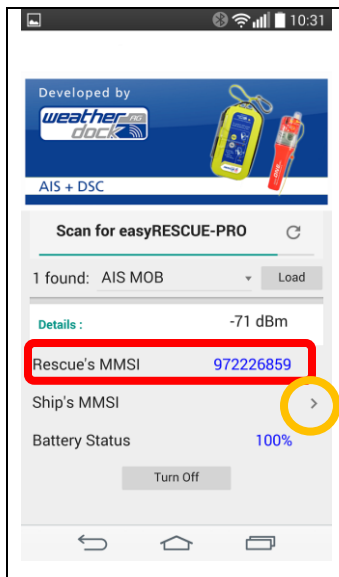 10:31
Developed by
weather AG
dock
AIS + DSC
Scan for easyRESCUE-PRO
1 found: AIS MOB Load
Details : -71 dBm
Rescue's MMSI 972226859
Ship's MMSI >
Battery Status 100%
Turn Off